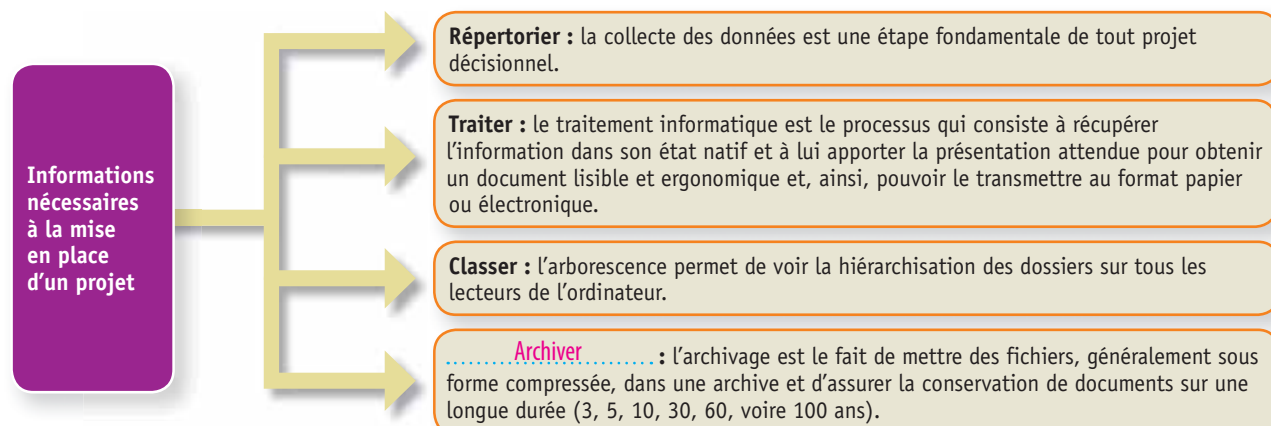 Informations
nécessaires
à la mise
en place
d'un projet
Répertorier : la collecte des données est une étape fondamentale de tout projet
décisionnel.
Traiter : le traitement informatique est le processus qui consiste à récupérer
l'information dans son état natif et à lui apporter la présentation attendue pour obtenir
un document lisible et ergonomique et, ainsi, pouvoir le transmettre au format papier
ou électronique.
Classer : l'arborescence permet de voir la hiérarchisation des dossiers sur tous les
lecteurs de l'ordinateur.
Archiver : l'archivage est le fait de mettre des fichiers, généralement sous
forme compressée, dans une archive et d'assurer la conservation de documents sur une
longue durée (3, 5, 10, 30, 60, voire 100 ans).